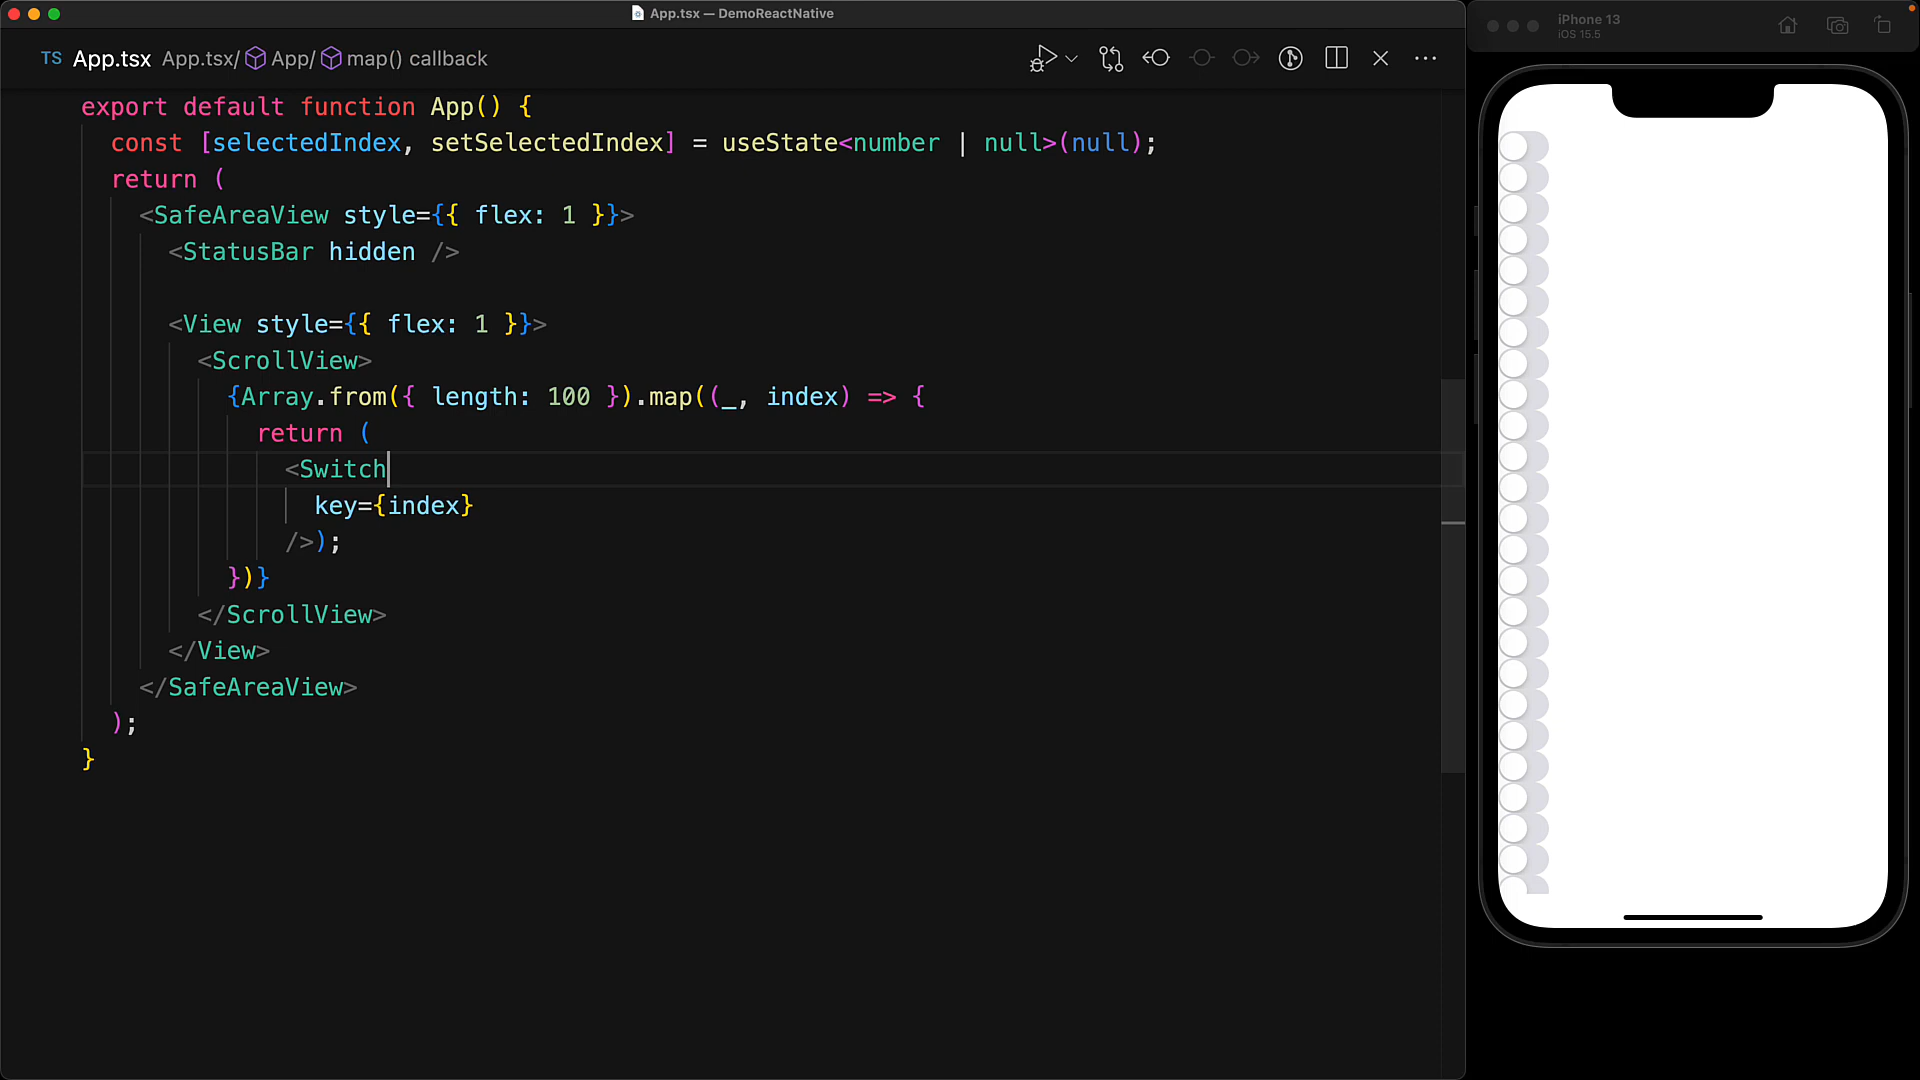 App.tsx — DemoReactNative
TS App.tsx App.tsx/ App/ map() callback
export default function App() {
const [selectedIndex, setSelectedIndex] = useState<number | null>(null);
return (
<SafeAreaView style={{ flex: 1 }}>
<StatusBar hidden />
<View style={{ flex: 1 }}>
<ScrollView>
{Array.from({ length: 100 }).map((_, index) => {
return (
<Switch
key={index}
/>);
})}
</ScrollView>
</View>
</SafeAreaView>
);
}
iPhone 13
iOS 15.5